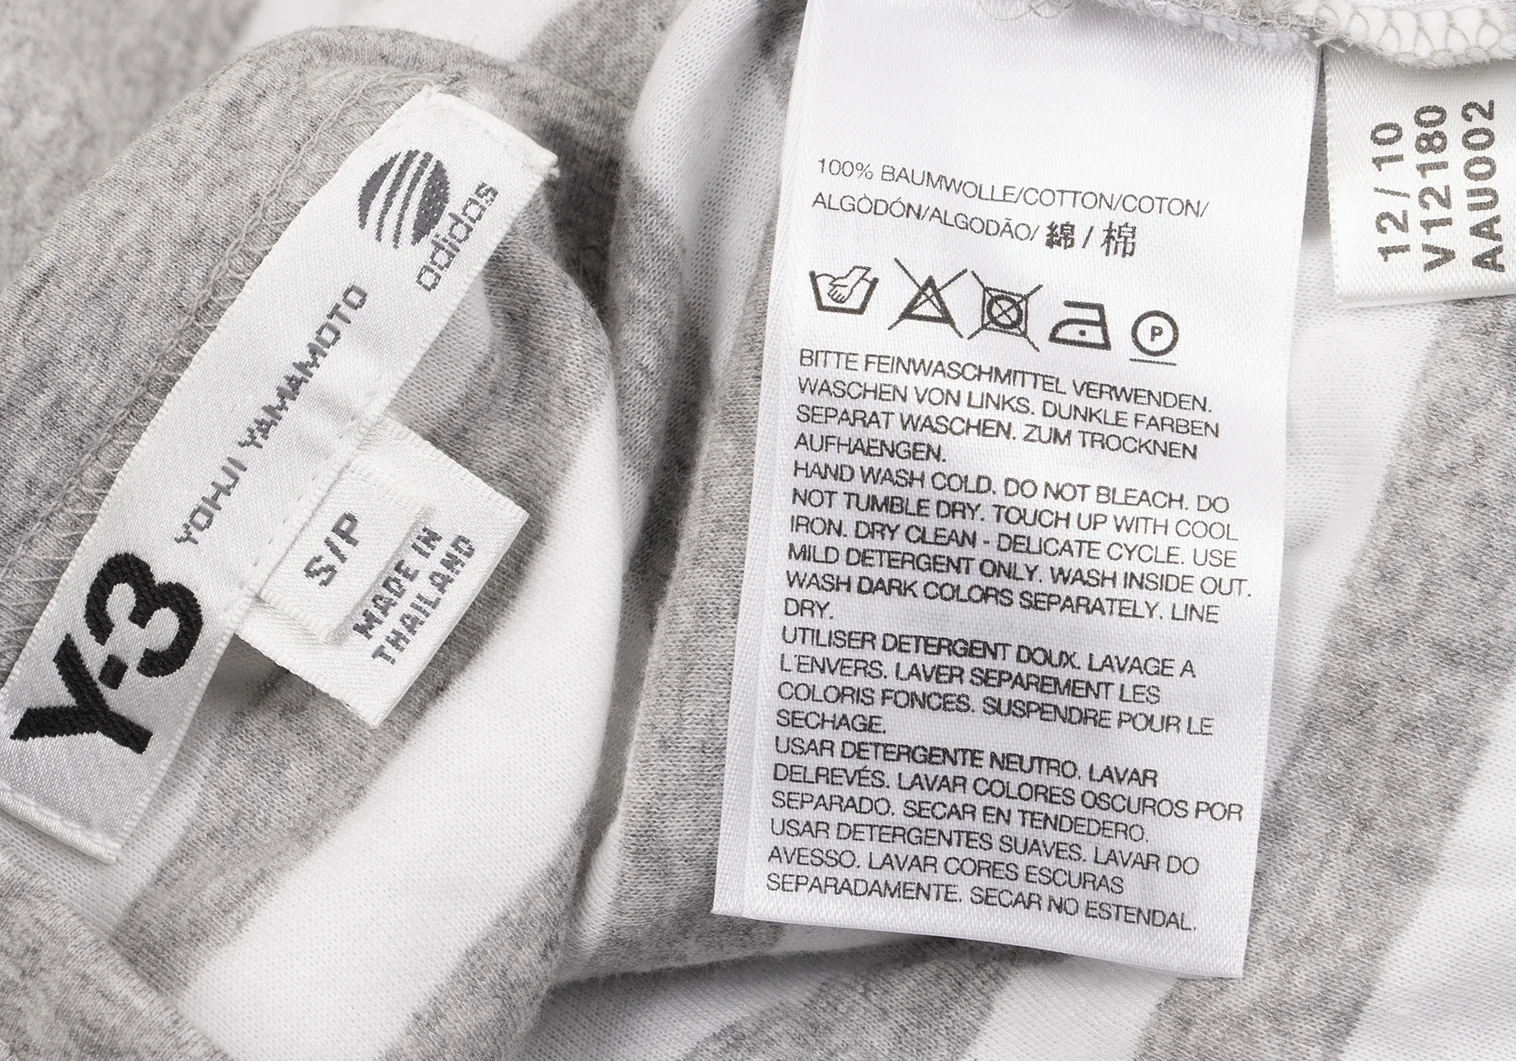 adidas
YOHJI YAMAMOTO
Y-3
S/P
MADE IN
THAILAND
100% BAUMWOLLE/COTTON/COTON/
ALGÒDÓN/ALGODÃO/ 綿 / 棉
P
BITTE FEINWASCHMITTEL VERWENDEN.
WASCHEN VON LINKS. DUNKLE FARBEN
SEPARAT WASCHEN. ZUM TROCKNEN
AUFHAENGEN.
HAND WASH COLD. DO NOT BLEACH. DO
NOT TUMBLE DRY. TOUCH UP WITH COOL
IRON. DRY CLEAN - DELICATE CYCLE. USE
MILD DETERGENT ONLY. WASH INSIDE OUT.
WASH DARK COLORS SEPARATELY. LINE
DRY.
UTILISER DETERGENT DOUX. LAVAGE A
L'ENVERS. LAVER SEPAREMENT LES
COLORIS FONCES. SUSPENDRE POUR LE
SECHAGE.
USAR DETERGENTE NEUTRO. LAVAR
DELREVÉS. LAVAR COLORES OSCUROS POR
SEPARADO. SECAR EN TENDEDERO.
USAR DETERGENTES SUAVES. LAVAR DO
AVESSO. LAVAR CORES ESCURAS
SEPARADAMENTE. SECAR NO ESTENDAL.
12/10
V12180
AAU002